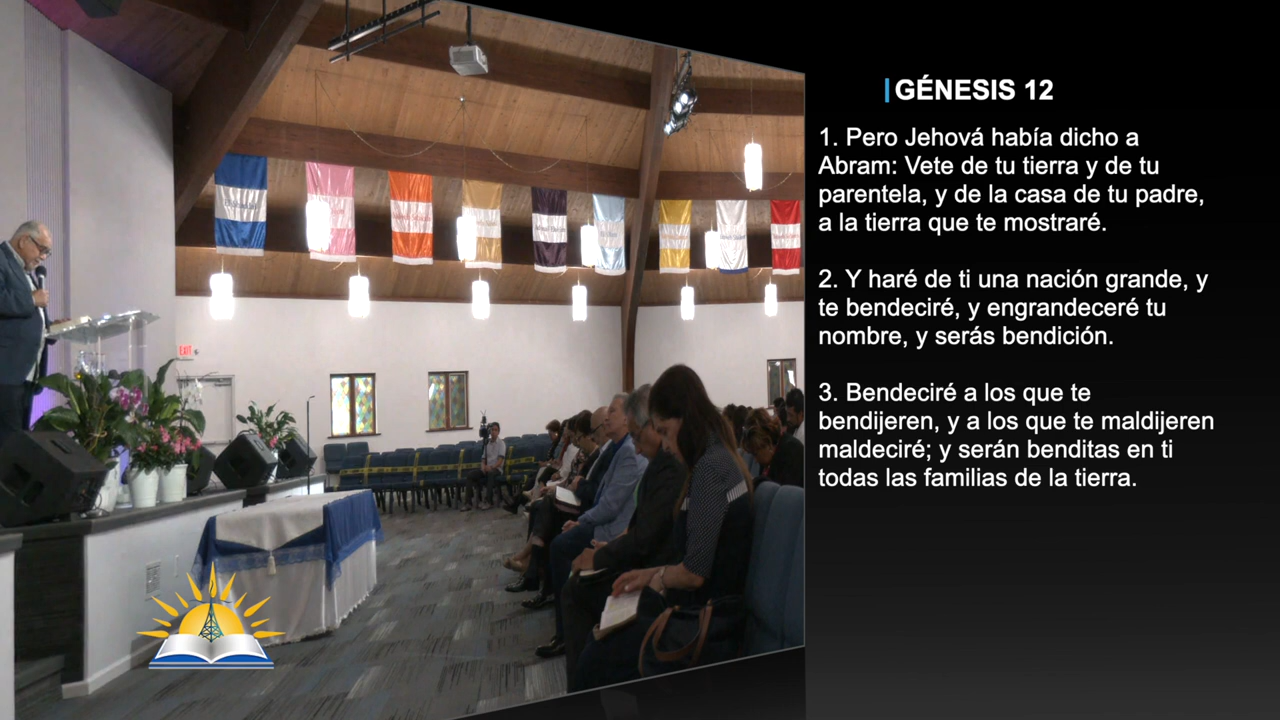 GÉNESIS 12
1. Pero Jehová había dicho a
Abram: Vete de tu tierra y de tu
parentela, y de la casa de tu padre,
a la tierra que te mostraré.
2. Y haré de ti una nación grande, y
te bendeciré, y engrandeceré tu
nombre, y serás bendición.
3. Bendeciré a los que te
bendijeren, y a los que te maldijeren
maldeciré; y serán benditas en ti
todas las familias de la tierra.
EXIT